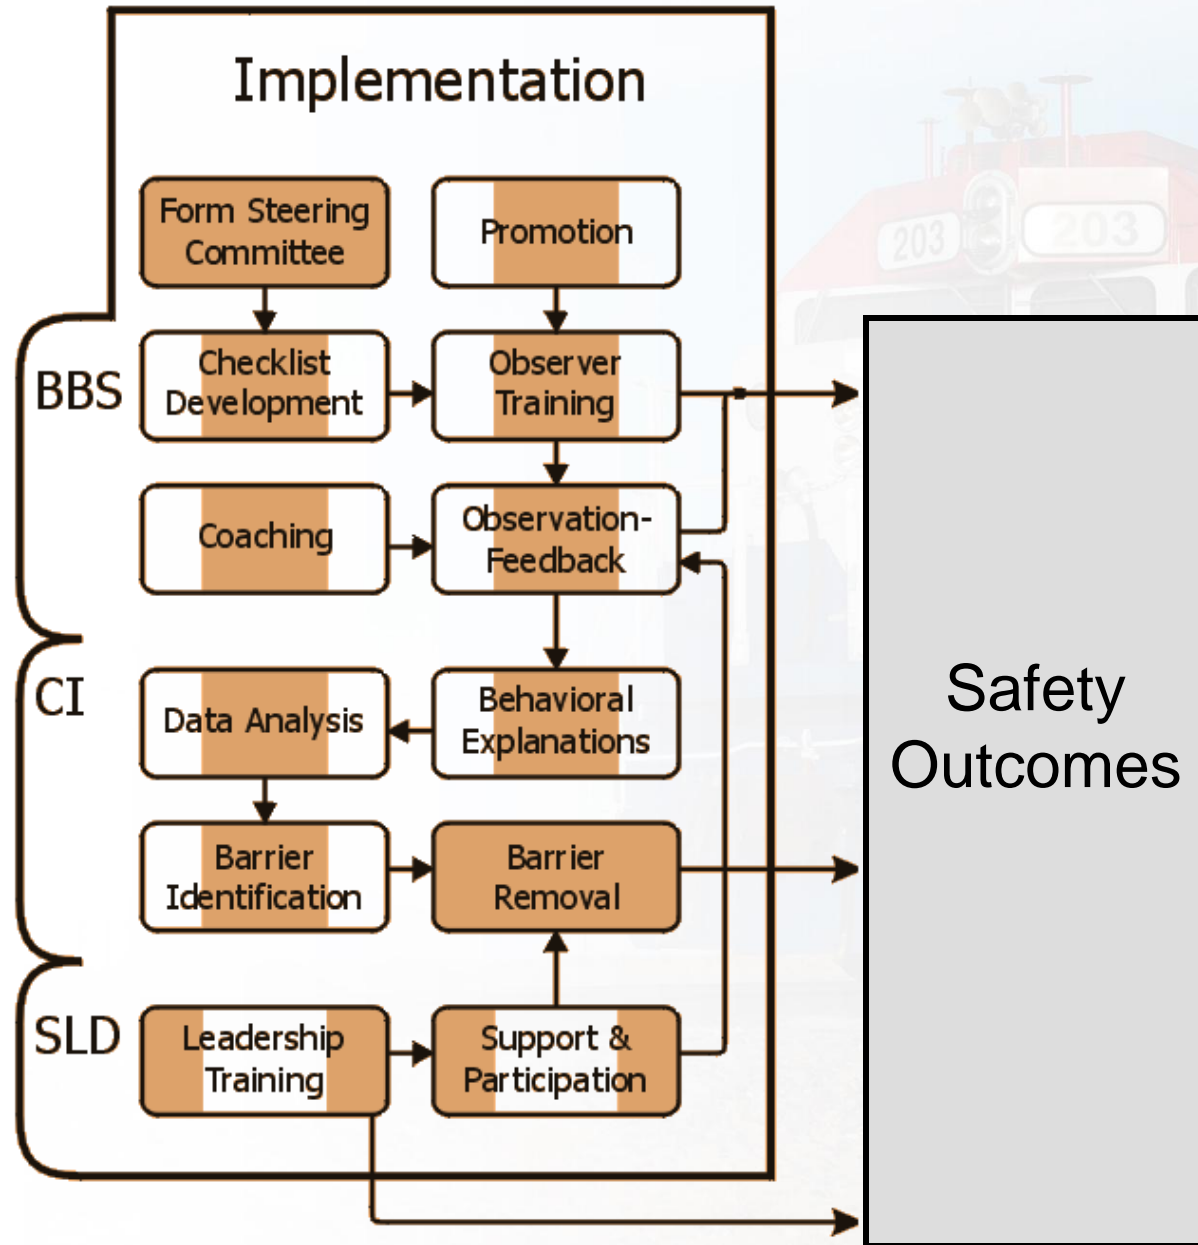 Implementation
Form Steering
Committee
Promotion
203
203
BBS
Checklist
Development
Observer
Training
Coaching
Observation-
Feedback
CI
Data Analysis
Behavioral
Explanations
Safety
Outcomes
Barrier
Identification
Barrier
Removal
SLD
Leadership
Training
Support &
Participation